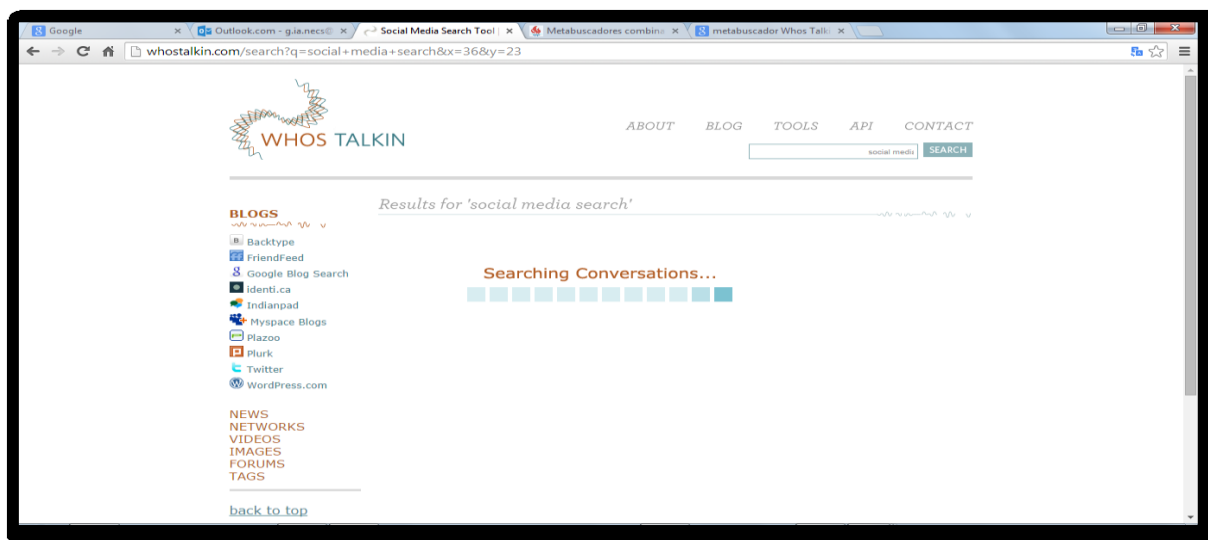 Google
Outlook.com - g.ia.necs©
Social Media Search Tool |
Metabuscadores combina
metabuscador Whos Talki
whostalkin.com/search?q=social+media+search&x=36&y=23
WHOS TALKIN
ABOUT BLOG TOOLS API CONTACT
social media SEARCH
Results for 'social media search'
BLOGS
Backtype
FriendFeed
Google Blog Search
identi.ca
Indianpad
Myspace Blogs
Plazoo
Plurk
Twitter
WordPress.com
Searching Conversations...
NEWS
NETWORKS
VIDEOS
IMAGES
FORUMS
TAGS
back to top